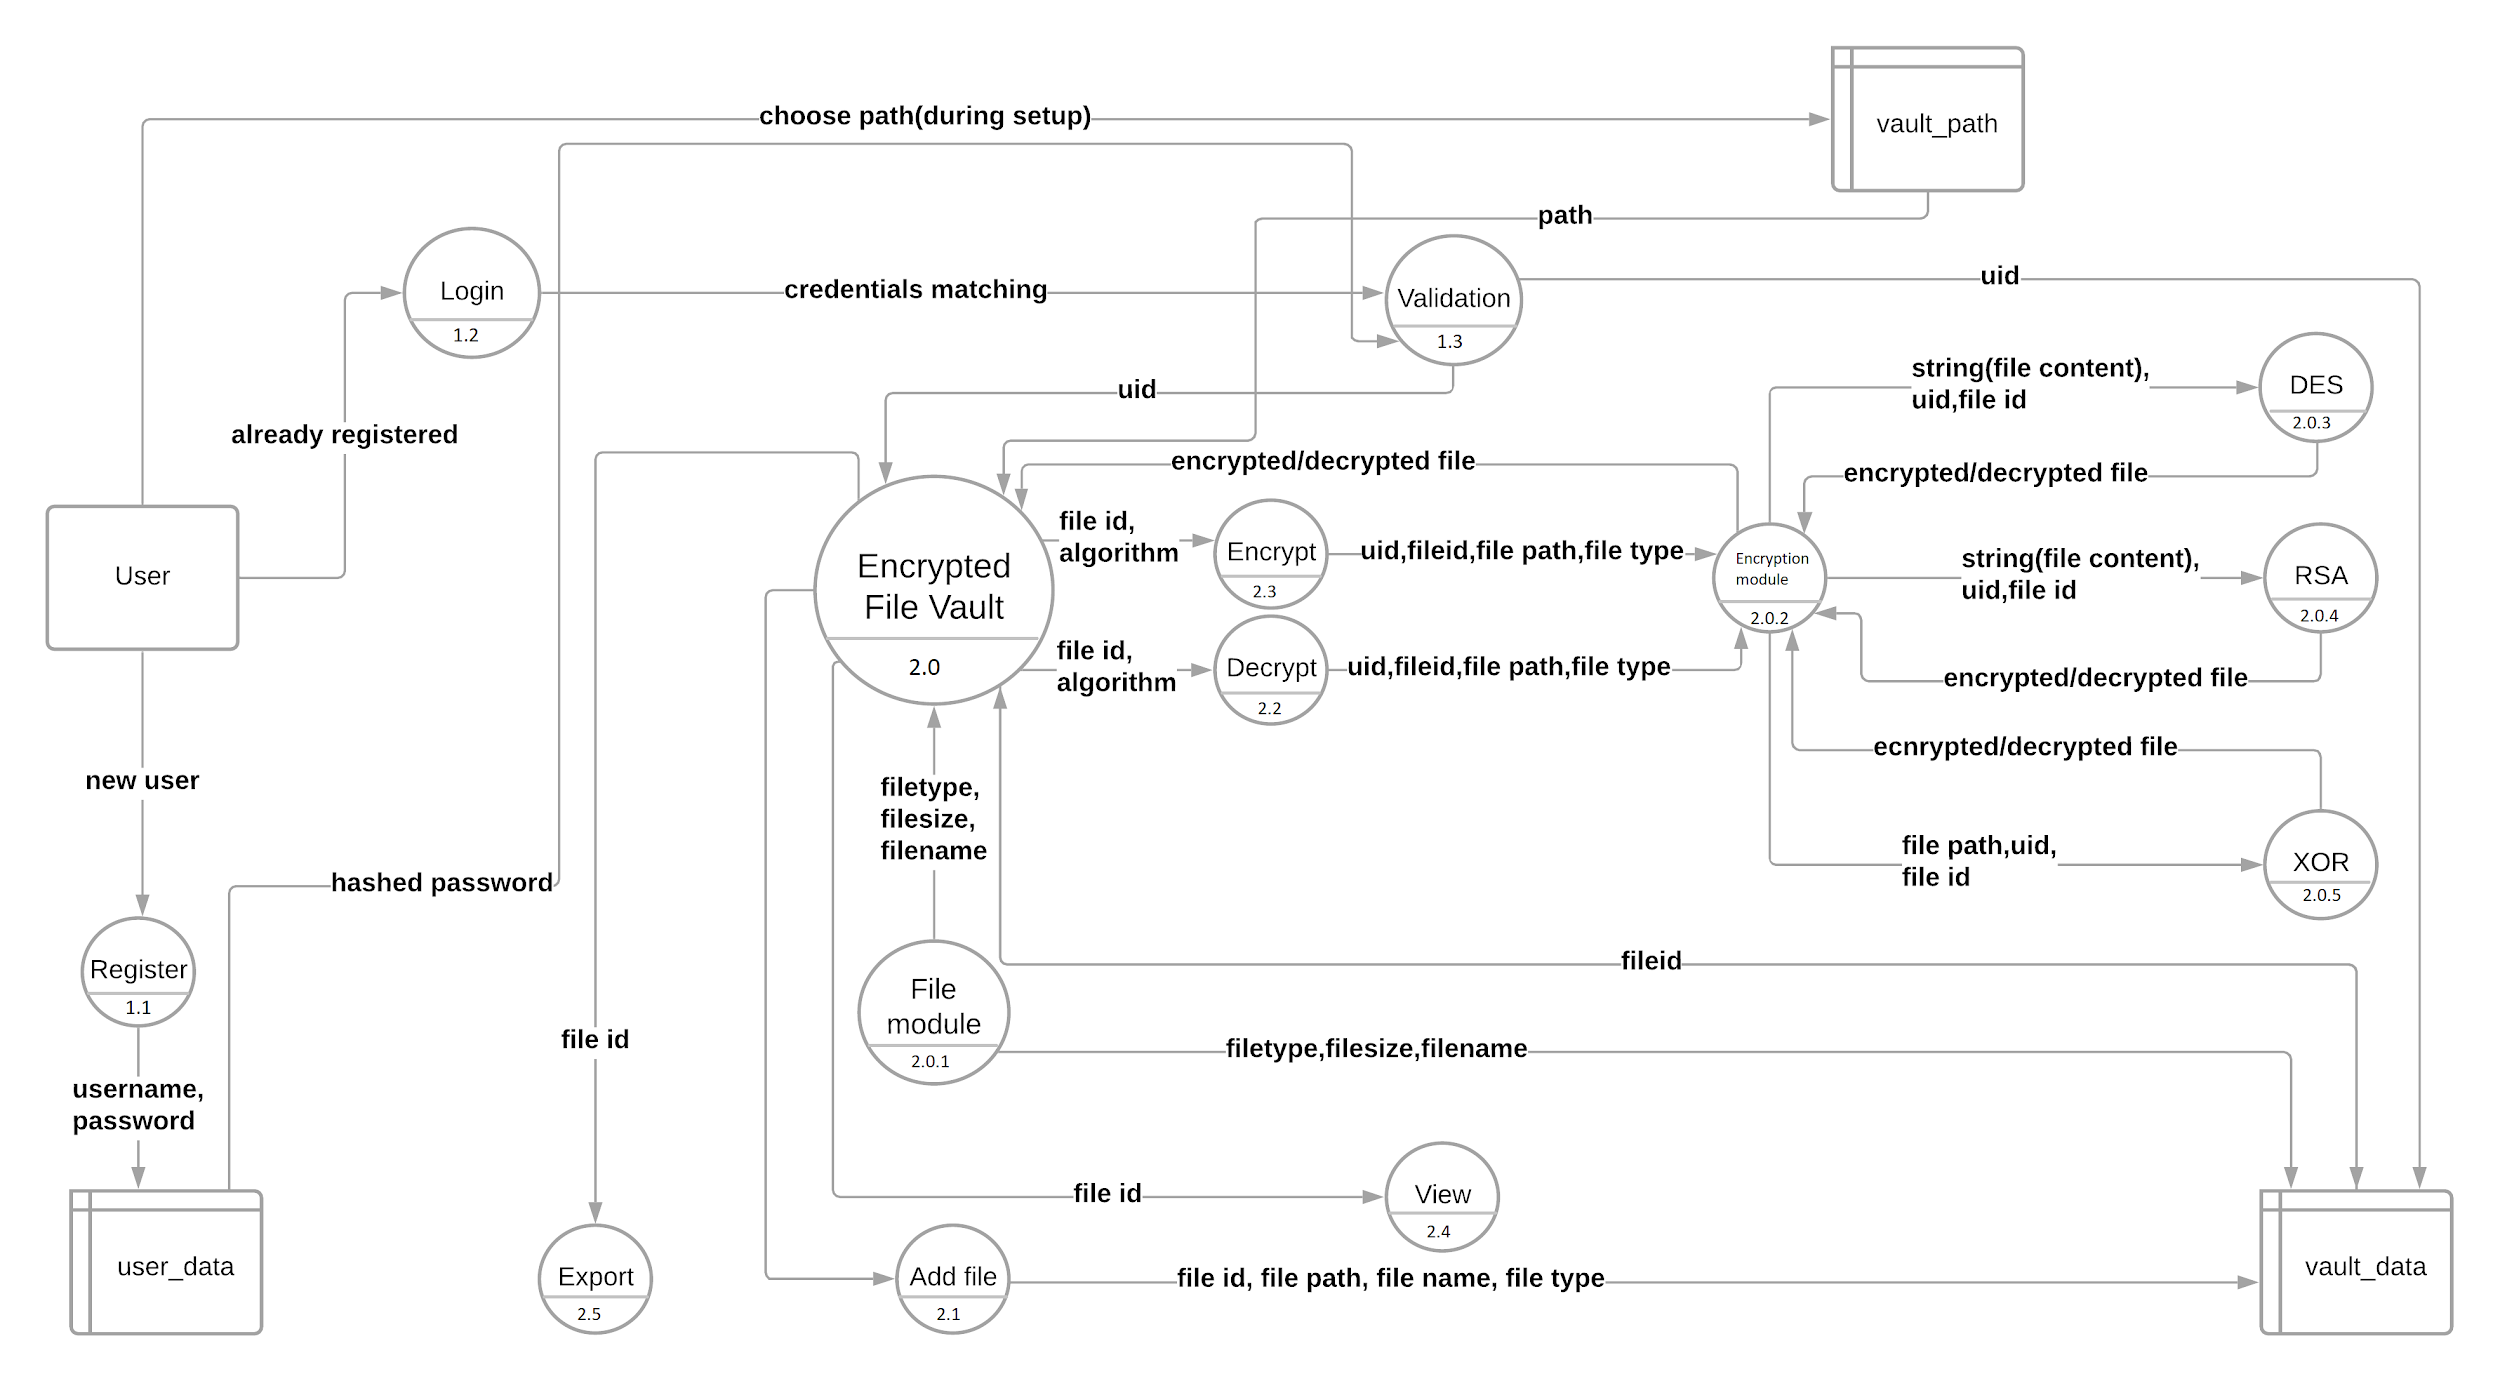 choose path(during setup)
vault_path
path
Login
1.2
credentials matching
Validation
1.3
uid
uid
already registered
string(file content),
uid,file id
DES
2.0.3
encrypted/decrypted file
encrypted/decrypted file
User
Encrypted
File Vault
2.0
file id,
algorithm
Encrypt
2.3
uid,fileid,file path,file type
Encryption
module
2.0.2
string(file content),
uid,file id
RSA
2.0.4
file id,
algorithm
Decrypt
2.2
uid,fileid,file path,file type
encrypted/decrypted file
new user
filetype,
filesize,
filename
ecnrypted/decrypted file
file path,uid,
file id
XOR
2.0.5
hashed password
Register
1.1
fileid
File
module
2.0.1
file id
filetype,filesize,filename
username,
password
file id
View
2.4
user_data
Export
2.5
Add file
2.1
file id, file path, file name, file type
vault_data